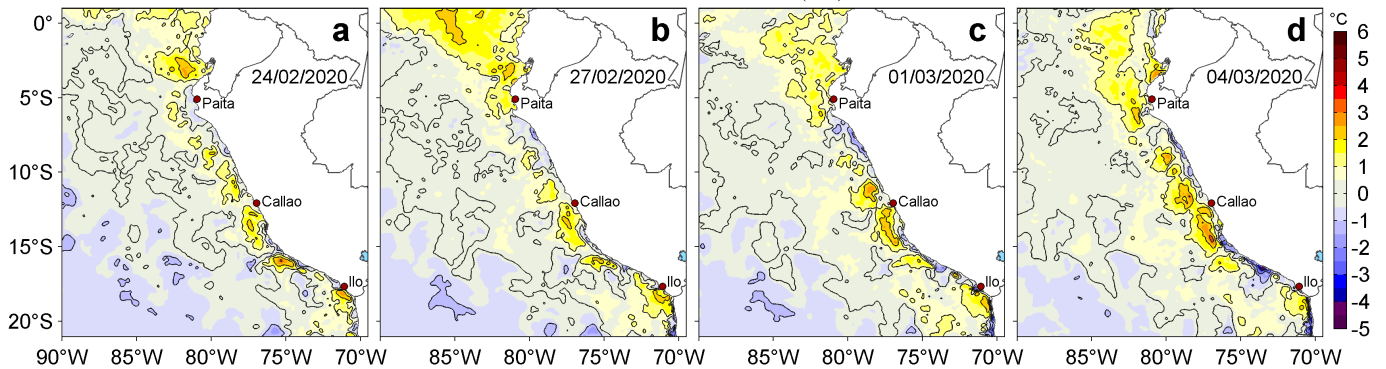 a
b
c
d
24/02/2020
27/02/2020
01/03/2020
04/03/2020
Paita
Callao
Ilo
Paita
Callao
Ilo
Paita
Callao
Ilo
Paita
Callao
Ilo
0°
5°S
10°S
15°S
20°S
90°W 85°W 80°W 75°W 70°W
85°W 80°W 75°W 70°W
85°W 80°W 75°W 70°W
85°W 80°W 75°W 70°W
°C
6
5
4
3
2
1
0
-1
-2
-3
-4
-5